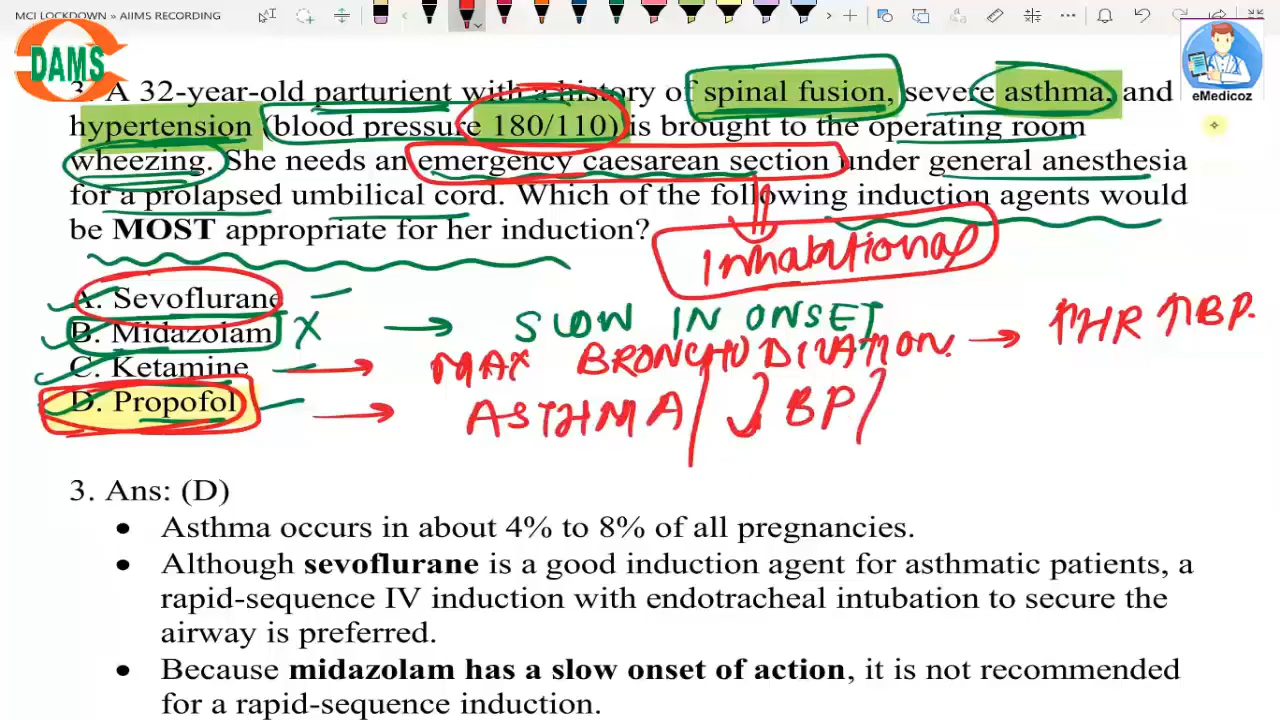 MCI LOCKDOWN » AIIMS RECORDING
DAMS
eMedicoz
3. A 32-year-old parturient with a history of spinal fusion, severe asthma, and
hypertension (blood pressure 180/110) is brought to the operating room
wheezing. She needs an emergency caesarean section under general anesthesia
for a prolapsed umbilical cord. Which of the following induction agents would
be MOST appropriate for her induction?
Inhabitional
A. Sevoflurane
B. Midazolam X → SLOW IN ONSET
C. Ketamine → MAX BRONCHODILATION → ↑HR ↑BP.
D. Propofol → ASTHMA / ↓BP /
3. Ans: (D)
• Asthma occurs in about 4% to 8% of all pregnancies.
• Although sevoflurane is a good induction agent for asthmatic patients, a
rapid-sequence IV induction with endotracheal intubation to secure the
airway is preferred.
• Because midazolam has a slow onset of action, it is not recommended
for a rapid-sequence induction.